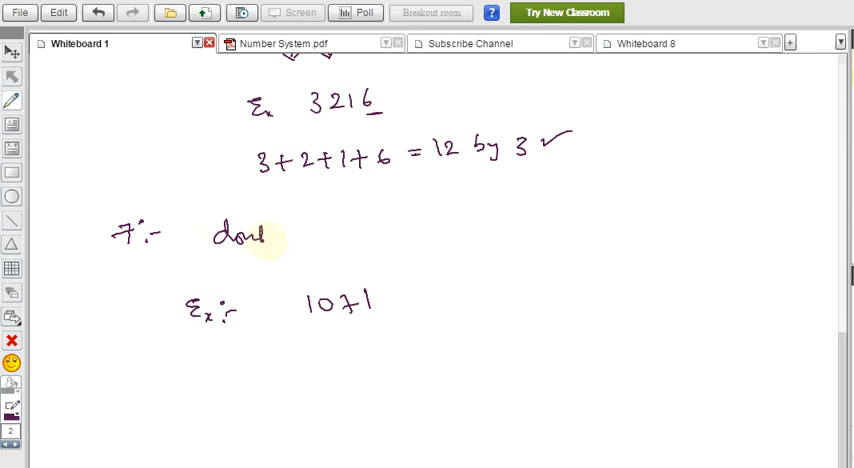 File Edit Screen Poll Breakout room ? Try New Classroom
Whiteboard 1 Number System.pdf Subscribe Channel Whiteboard 8
Ex 3216
3+2+1+6 = 12 by 3 ✓
7:-
Ex:- 1071
2